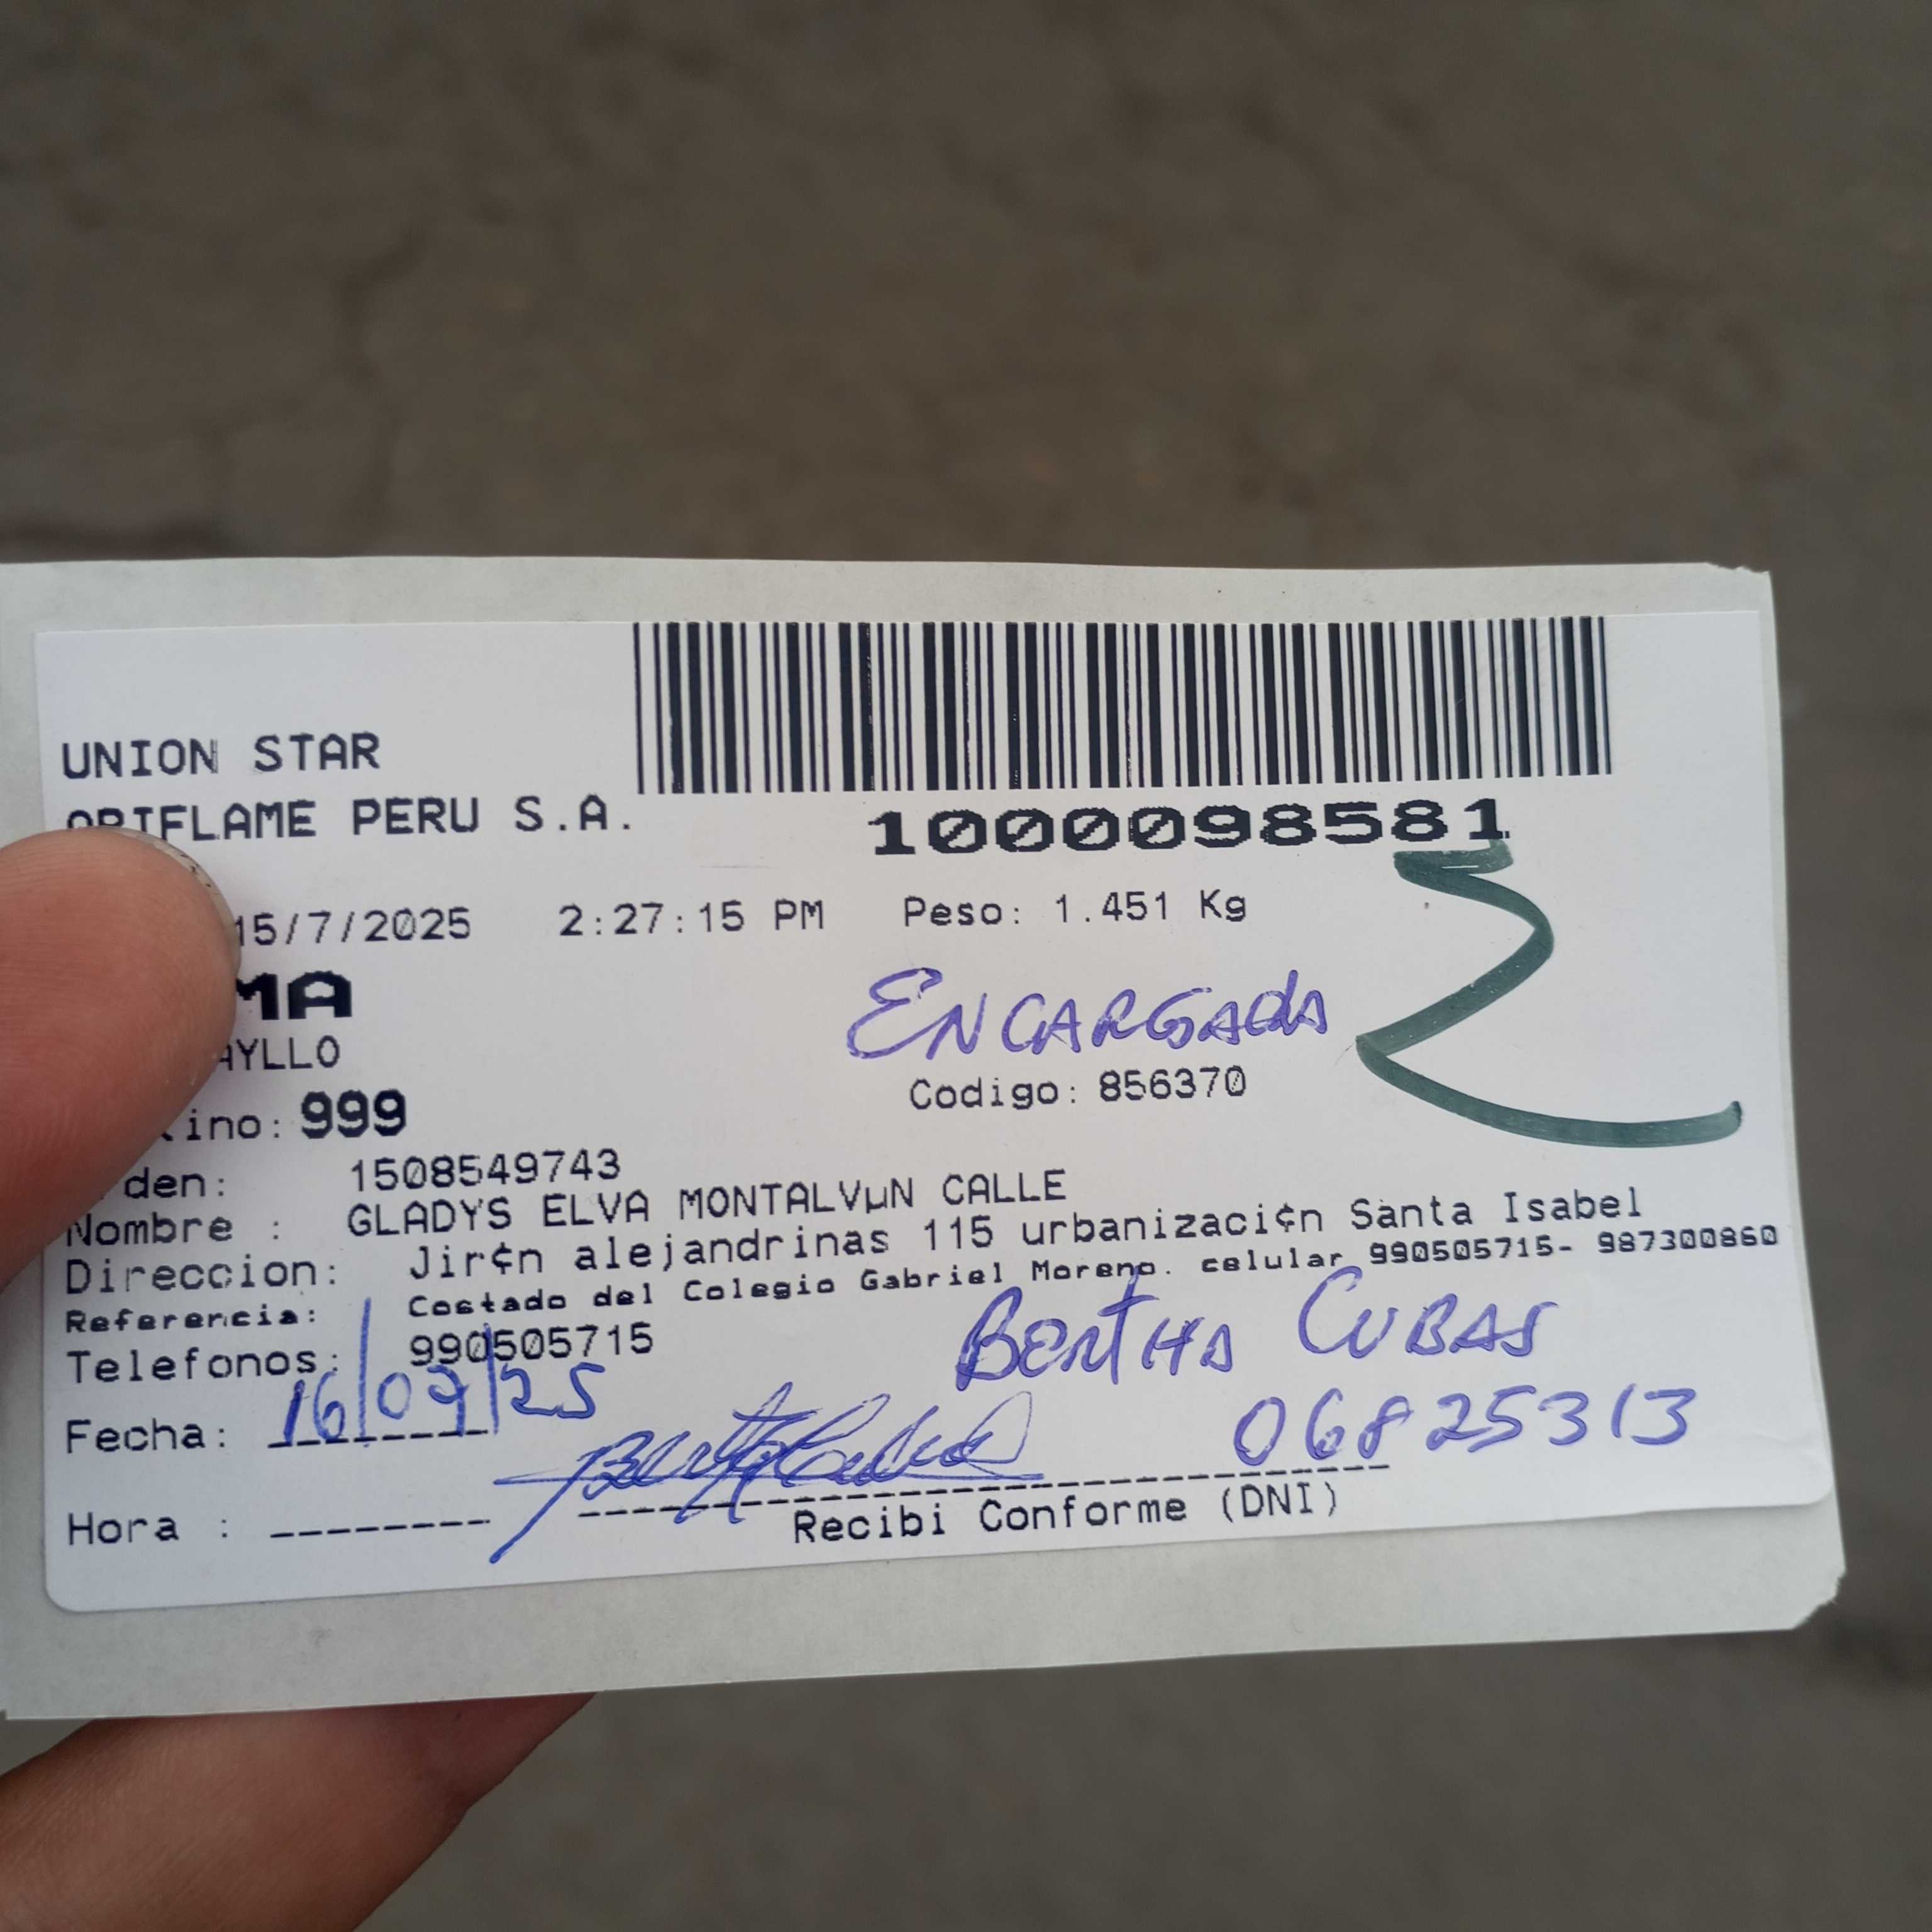 UNION STAR
ORIFLAME PERU S.A.
1000098581
15/7/2025 2:27:15 PM Peso: 1.451 Kg
MA
AYLLO
ENCARGADA
Codigo: 856370
ino: 999
den: 1508549743
Nombre : GLADYS ELVA MONTALVµN CALLE
Direccion: Jir¢n alejandrinas 115 urbanizaci¢n Santa Isabel
Referencia: Costado del Colegio Gabriel Moreno. celular 990505715- 987300860
Telefonos: 990505715
BERTHA CUBAS
Fecha: 16/07/25
06825313
Hora : --------
Recibi Conforme (DNI)